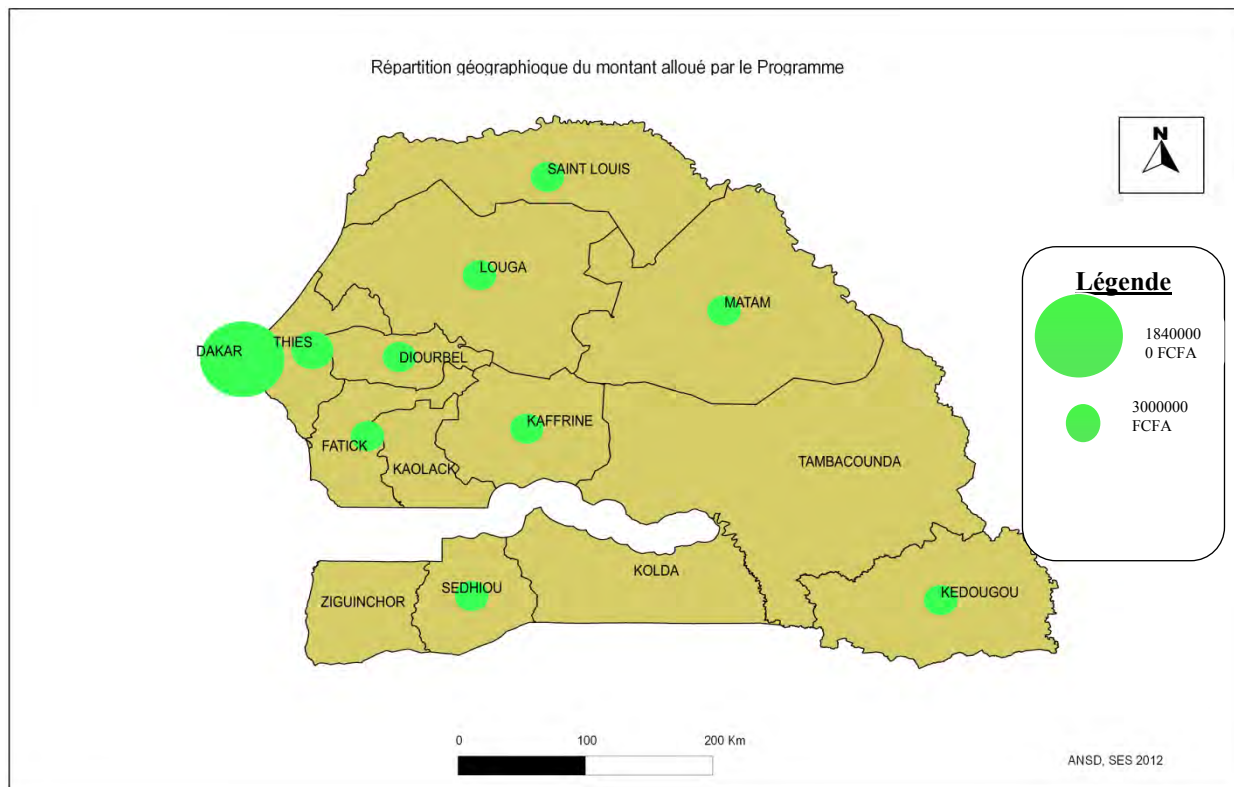 Répartition géographioque du montant alloué par le Programme
N
SAINT LOUIS
LOUGA
MATAM
Légende
1840000
0 FCFA
3000000
FCFA
DAKAR
THIES
DIOURBEL
FATICK
KAOLACK
KAFFRINE
TAMBACOUNDA
ZIGUINCHOR
SEDHIOU
KOLDA
KEDOUGOU
0 100 200 Km
ANSD, SES 2012